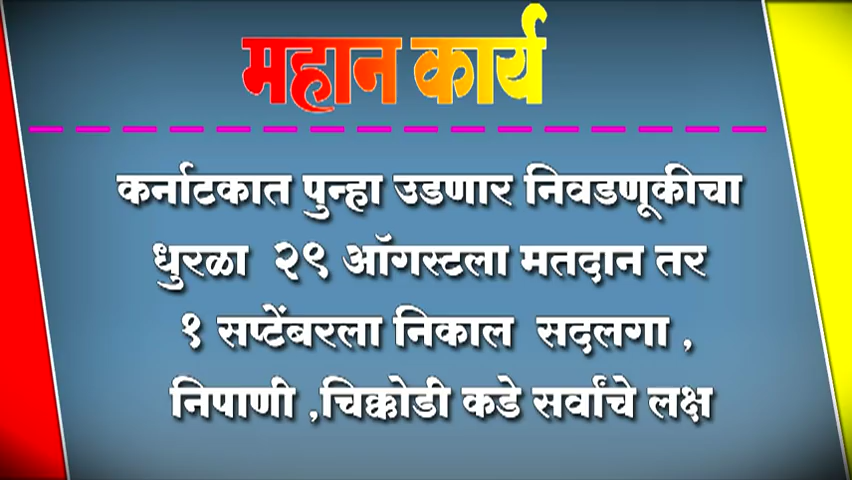 महान कार्य
कर्नाटकात पुन्हा उडणार निवडणूकीचा
धुरळा २९ ऑगस्टला मतदान तर
१ सप्टेंबरला निकाल सदलगा ,
निपाणी ,चिक्कोडी कडे सर्वांचे लक्ष